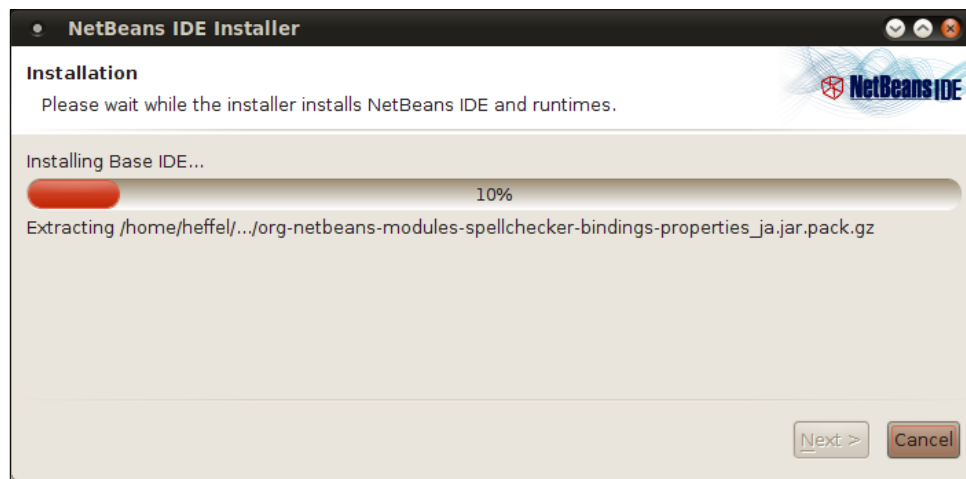 NetBeans IDE Installer
Installation
NetBeans IDE
Please wait while the installer installs NetBeans IDE and runtimes.
Installing Base IDE...
10%
Extracting /home/heffel/.../org-netbeans-modules-spellchecker-bindings-properties_ja.jar.pack.gz
Next >
Cancel